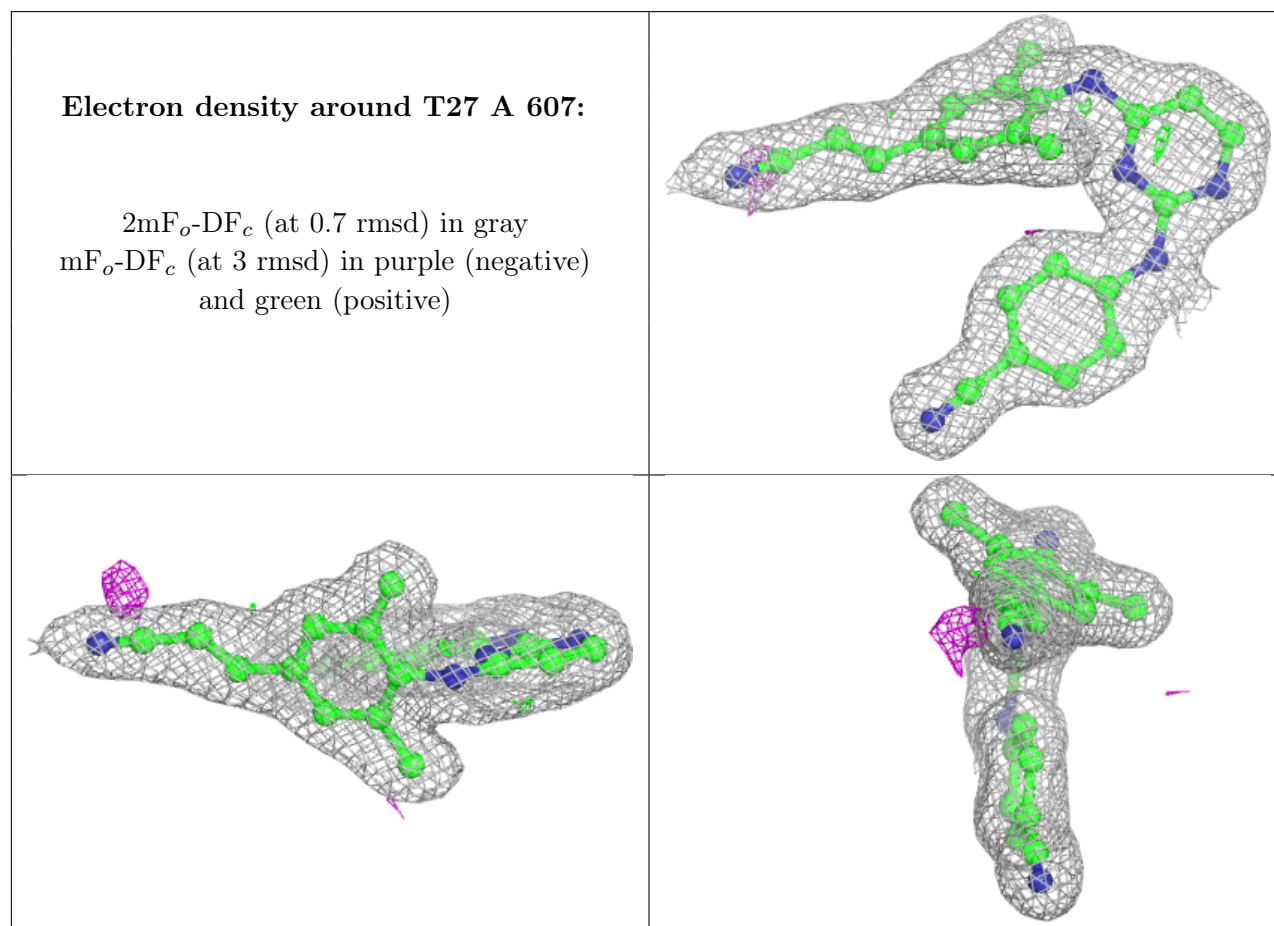 Electron density around T27 A 607:
2mFₒ-DF𝒸 (at 0.7 rmsd) in gray
mFₒ-DF𝒸 (at 3 rmsd) in purple (negative)
and green (positive)